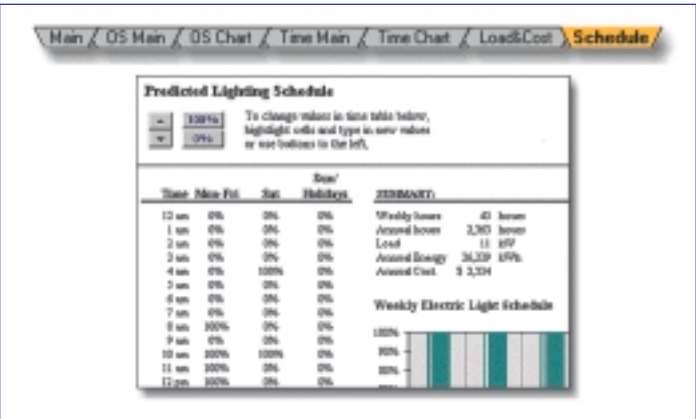 Main / OS Main / OS Chart / Time Main / Time Chart / Load&Cost \ Schedule /
Predicted Lighting Schedule
100% To change values in time table below,
0% highlight cells and type in new values
or use buttons to the left.
Sun/
Time Mon-Fri Sat Holidays SUMMARY:
12 am 0% 0% 0% Weekly hours hours
1 am 0% 0% 0% Annual hours hours
2 am 0% 0% 0% Load 11 kW
3 am 0% 0% 0% Annual Energy kWh
4 am 0% 100% 0% Annual Cost $
5 am 0% 0% 0%
6 am 0% 0% 0%
7 am 0% 0% 0%
8 am 100% 0% 0%
9 am 0% 0% 0%
10 am 100% 100% 0%
11 am 100% 0% 0%
12 pm 100% 0% 0%
Weekly Electric Light Schedule
100%
90%
80%